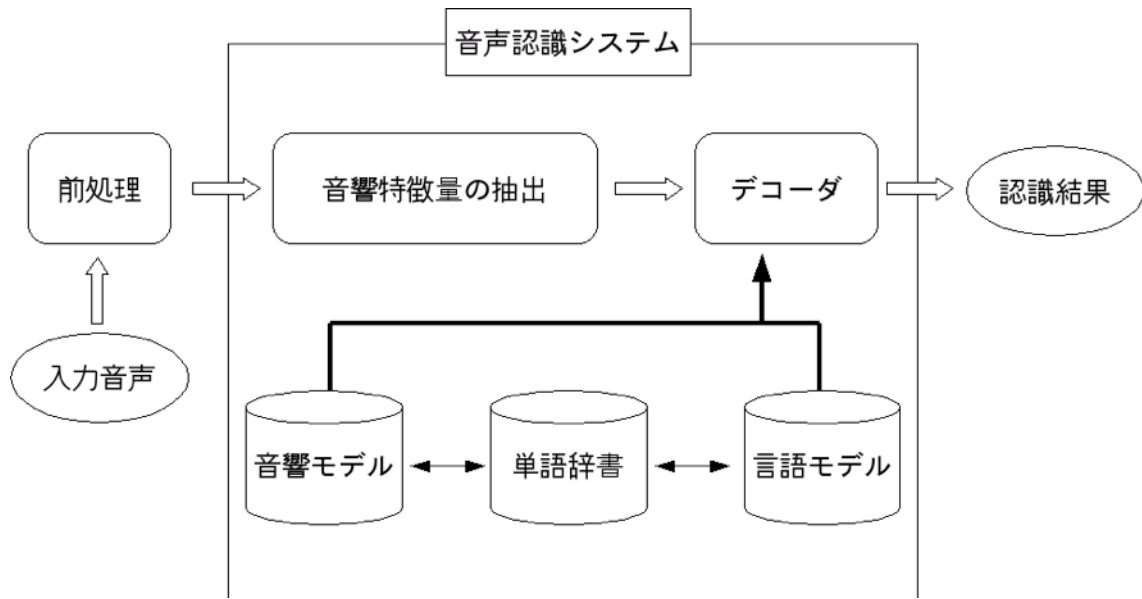 音声認識システム
前処理
音響特徴量の抽出
デコーダ
認識結果
入力音声
音響モデル
単語辞書
言語モデル